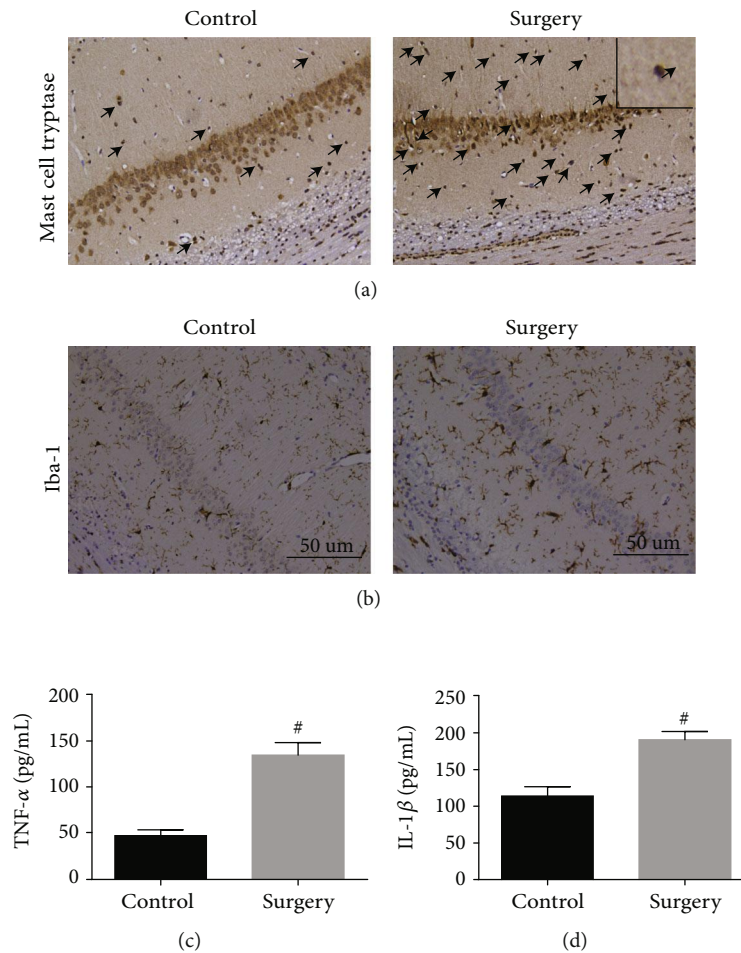 Control Surgery
Mast cell tryptase
(a)
Control Surgery
Iba-1
50 um 50 um
(b)
TNF-α (pg/mL)
200
150
100
50
0
#
Control Surgery
(c)
IL-1β (pg/mL)
250
200
150
100
50
0
#
Control Surgery
(d)